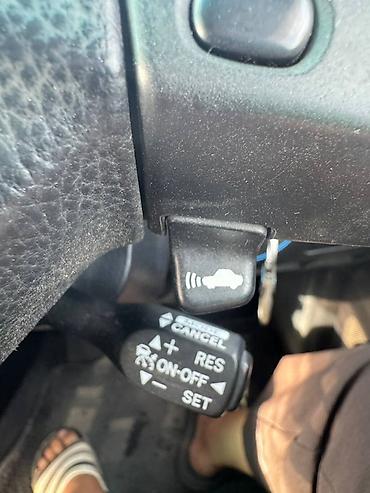 CANCEL
+ RES
ON-OFF
− SET